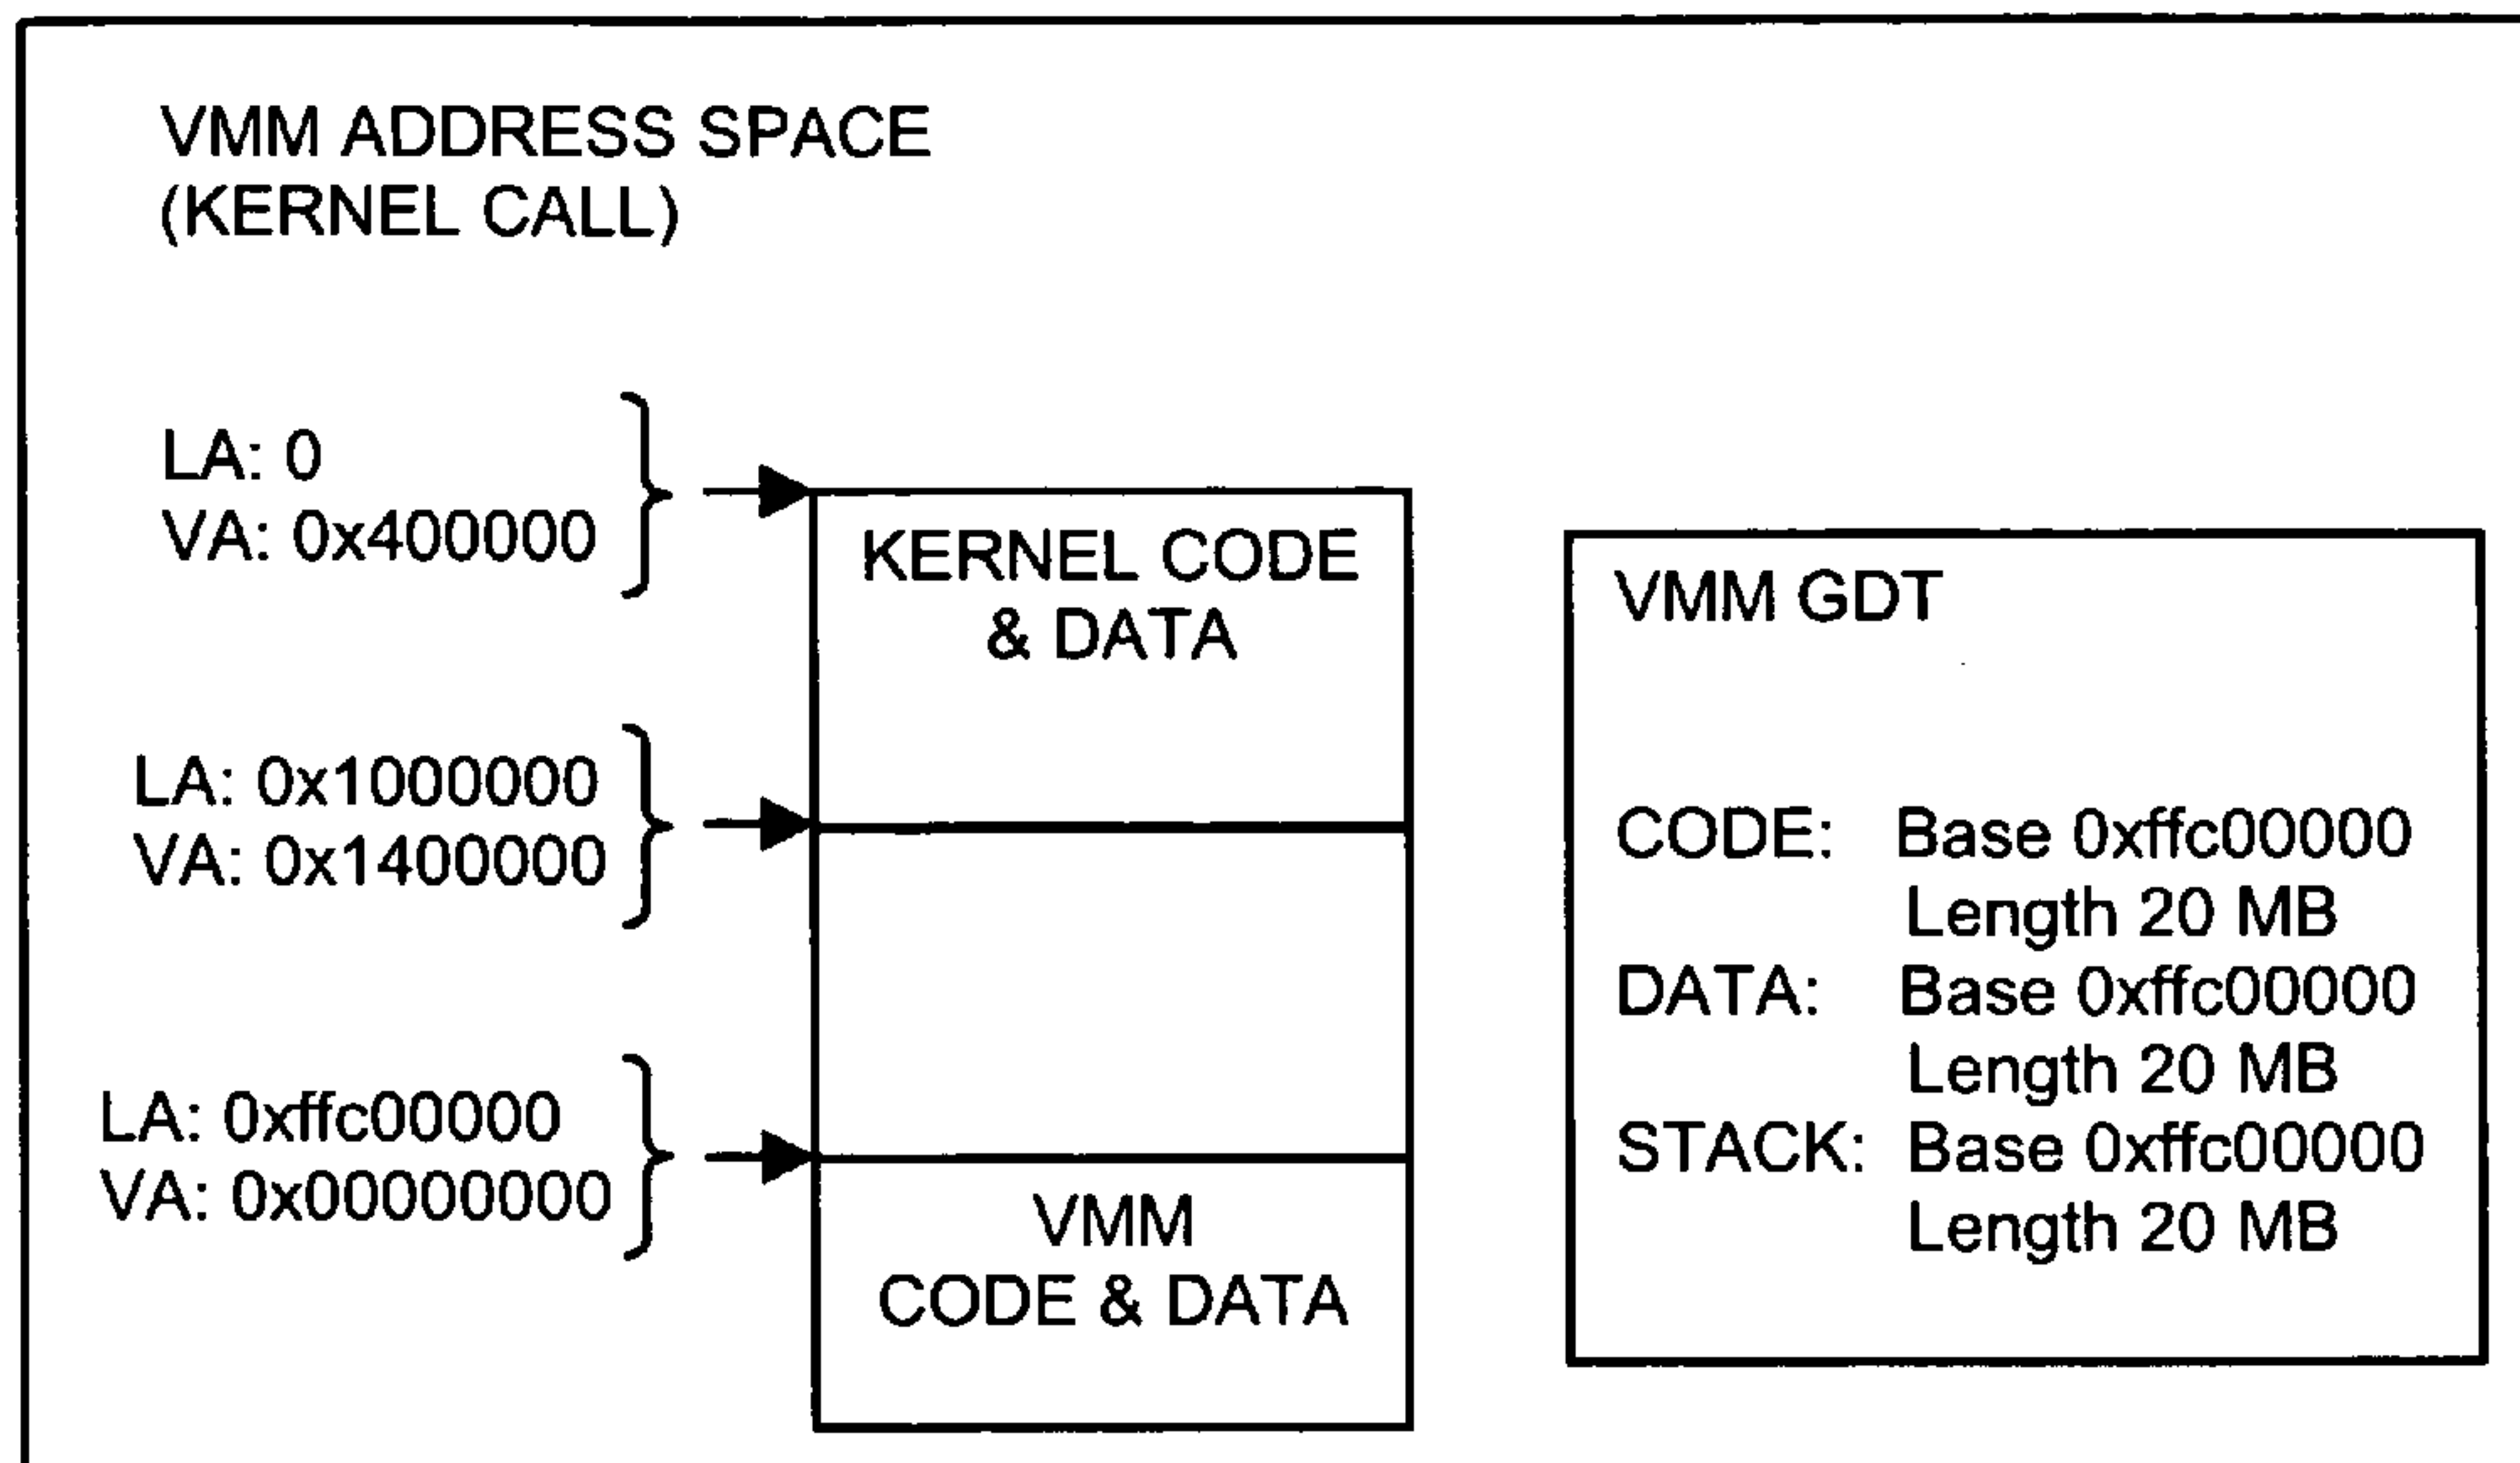 VMM ADDRESS SPACE
(KERNEL CALL)
LA: 0
VA: 0x400000
KERNEL CODE
& DATA
LA: 0x1000000
VA: 0x1400000
LA: 0xffc00000
VA: 0x00000000
VMM
CODE & DATA
VMM GDT
CODE: Base 0xffc00000
Length 20 MB
DATA: Base 0xffc00000
Length 20 MB
STACK: Base 0xffc00000
Length 20 MB